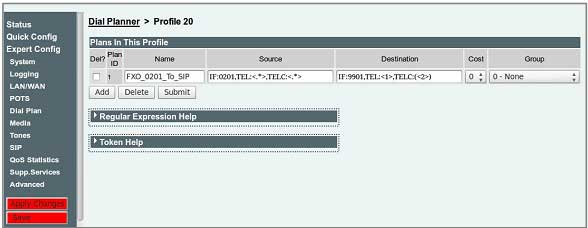 Status
Quick Config
Expert Config
System
Logging
LAN/WAN
POTS
Dial Plan
Media
Tones
SIP
QoS Statistics
Supp.Services
Advanced
Apply Changes
Save
Dial Planner > Profile 20
Plans In This Profile
Del? Plan ID Name Source Destination Cost Group
1 FXO_0201_To_SIP IF:0201,TEL:<.*>,TELC:<.*> IF:9901,TEL:<1>,TELC:(<2) 0 0 - None
Add Delete Submit
Regular Expression Help
Token Help